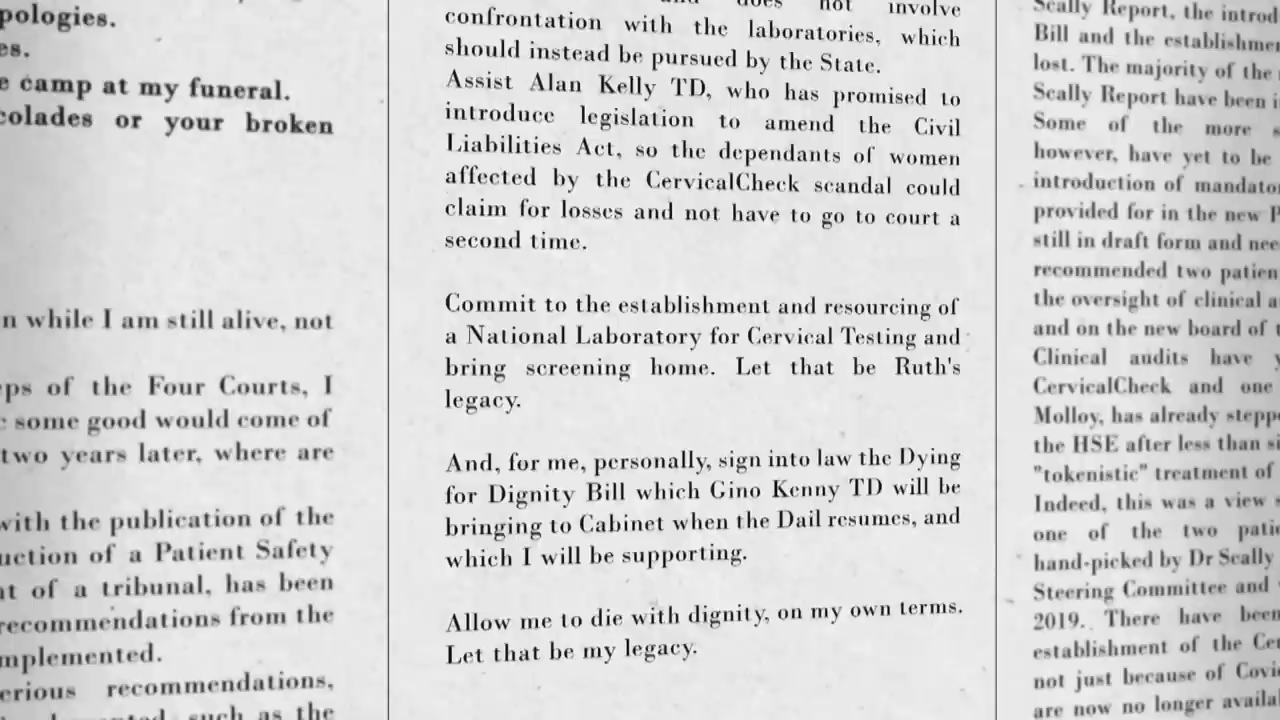 pologies.
es.
e camp at my funeral.
colades or your broken
n while I am still alive, not
eps of the Four Courts, I
some good would come of
two years later, where are
with the publication of the
uction of a Patient Safety
nt of a tribunal, has been
recommendations from the
mplemented.
erious recommendations,
such as the
does not involve
confrontation with the laboratories, which
should instead be pursued by the State.
Assist Alan Kelly TD, who has promised to
introduce legislation to amend the Civil
Liabilities Act, so the dependants of women
affected by the CervicalCheck scandal could
claim for losses and not have to go to court a
second time.
Commit to the establishment and resourcing of
a National Laboratory for Cervical Testing and
bring screening home. Let that be Ruth's
legacy.
And, for me, personally, sign into law the Dying
for Dignity Bill which Gino Kenny TD will be
bringing to Cabinet when the Dail resumes, and
which I will be supporting.
Allow me to die with dignity, on my own terms.
Let that be my legacy.
Scally Report, the introd
Bill and the establishmen
lost. The majority of the
Scally Report have been i
Some of the more s
however, have yet to be
introduction of mandato
provided for in the new P
still in draft form and nee
recommended two patien
the oversight of clinical a
and on the new board of t
Clinical audits have y
CervicalCheck and one
Molloy, has already steppe
the HSE after less than si
"tokenistic" treatment of
Indeed, this was a view
one of the two patie
hand-picked by Dr Scally
Steering Committee and
2019. There have been
establishment of the Cer
not just because of Covi
are now no longer availa